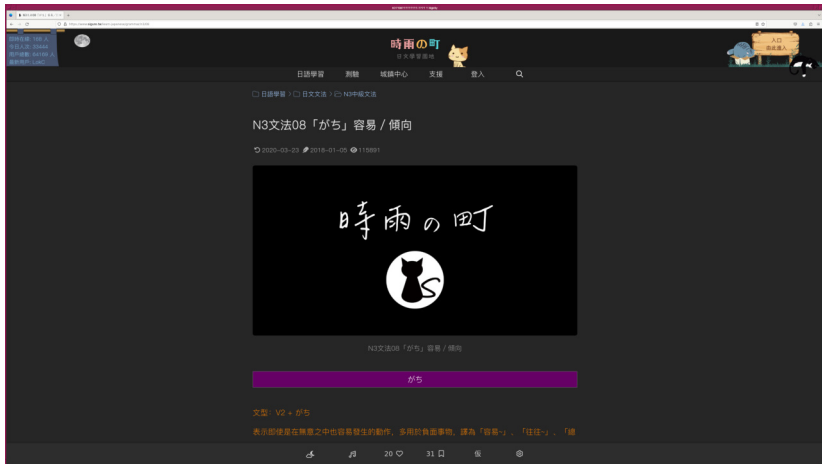 時雨の町
日文學習園地
入口
由此進入
日語學習 測驗 城鎮中心 支援 登入
日語學習 > 日文文法 > N3中級文法
N3文法08「がち」容易 / 傾向
2020-03-23 2018-01-05 115891
時雨の町
S
N3文法08「がち」容易 / 傾向
がち
文型：V2 + がち
表示即使是在無意之中也容易發生的動作，多用於負面事物，譯為「容易~」、「往往~」、「總
20 31 仮